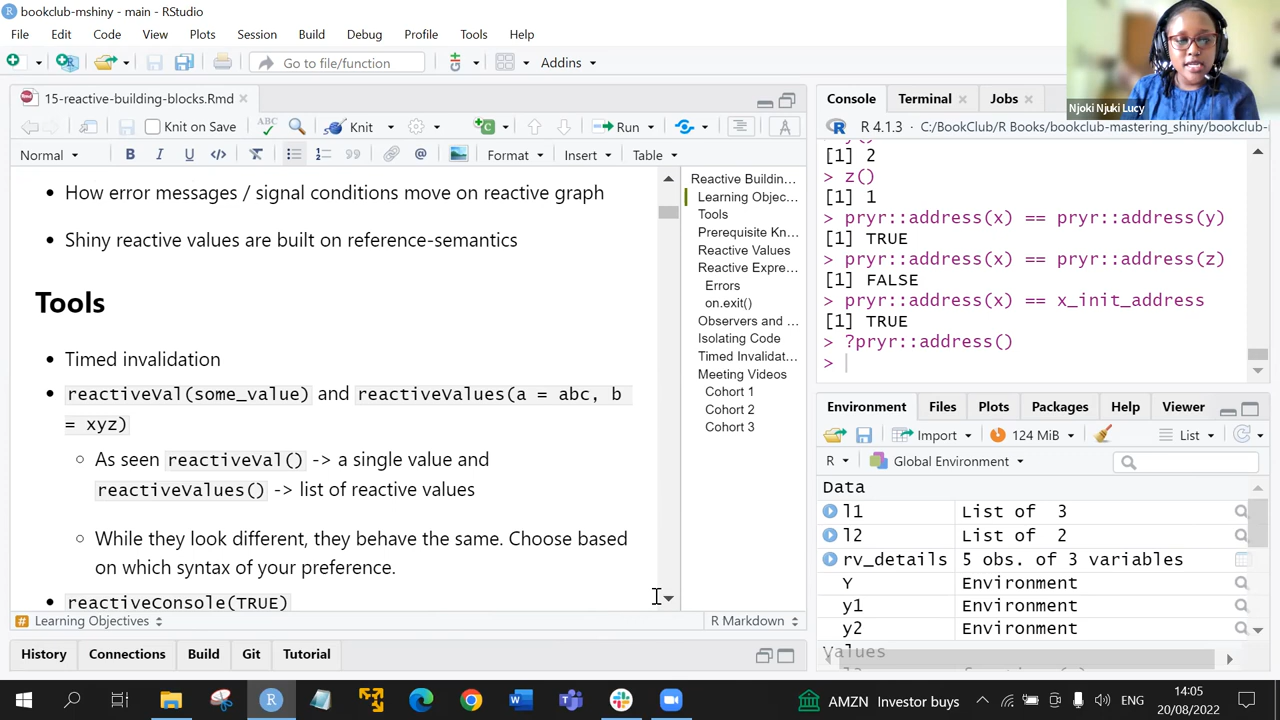 bookclub-mshiny - main - RStudio
File Edit Code View Plots Session Build Debug Profile Tools Help
Go to file/function
Addins
Njoki Njuki Lucy
15-reactive-building-blocks.Rmd
Knit on Save
ABC
Knit
Run
Normal
B I U
Format
Insert
Table
How error messages / signal conditions move on reactive graph
Shiny reactive values are built on reference-semantics
Tools
Timed invalidation
reactiveVal(some_value) and reactiveValues(a = abc, b
= xyz)
As seen reactiveVal() -> a single value and
reactiveValues() -> list of reactive values
While they look different, they behave the same. Choose based
on which syntax of your preference.
reactiveConsole(TRUE)
Learning Objectives
R Markdown
Reactive Buildin...
Learning Objec...
Tools
Prerequisite Kn...
Reactive Values
Reactive Expre...
Errors
on.exit()
Observers and ...
Isolating Code
Timed Invalidat...
Meeting Videos
Cohort 1
Cohort 2
Cohort 3
History Connections Build Git Tutorial
Console Terminal Jobs
R 4.1.3 · C:/BookClub/R Books/bookclub-mastering_shiny/bookclub-
[1] 2
> z()
[1] 1
> pryr::address(x) == pryr::address(y)
[1] TRUE
> pryr::address(x) == pryr::address(z)
[1] FALSE
> pryr::address(x) == x_init_address
[1] TRUE
> ?pryr::address()
>
Environment Files Plots Packages Help Viewer
Import
124 MiB
List
R
Global Environment
Data
l1 List of 3
l2 List of 2
rv_details 5 obs. of 3 variables
Y Environment
y1 Environment
y2 Environment
Values
AMZN Investor buys
ENG
14:05
20/08/2022